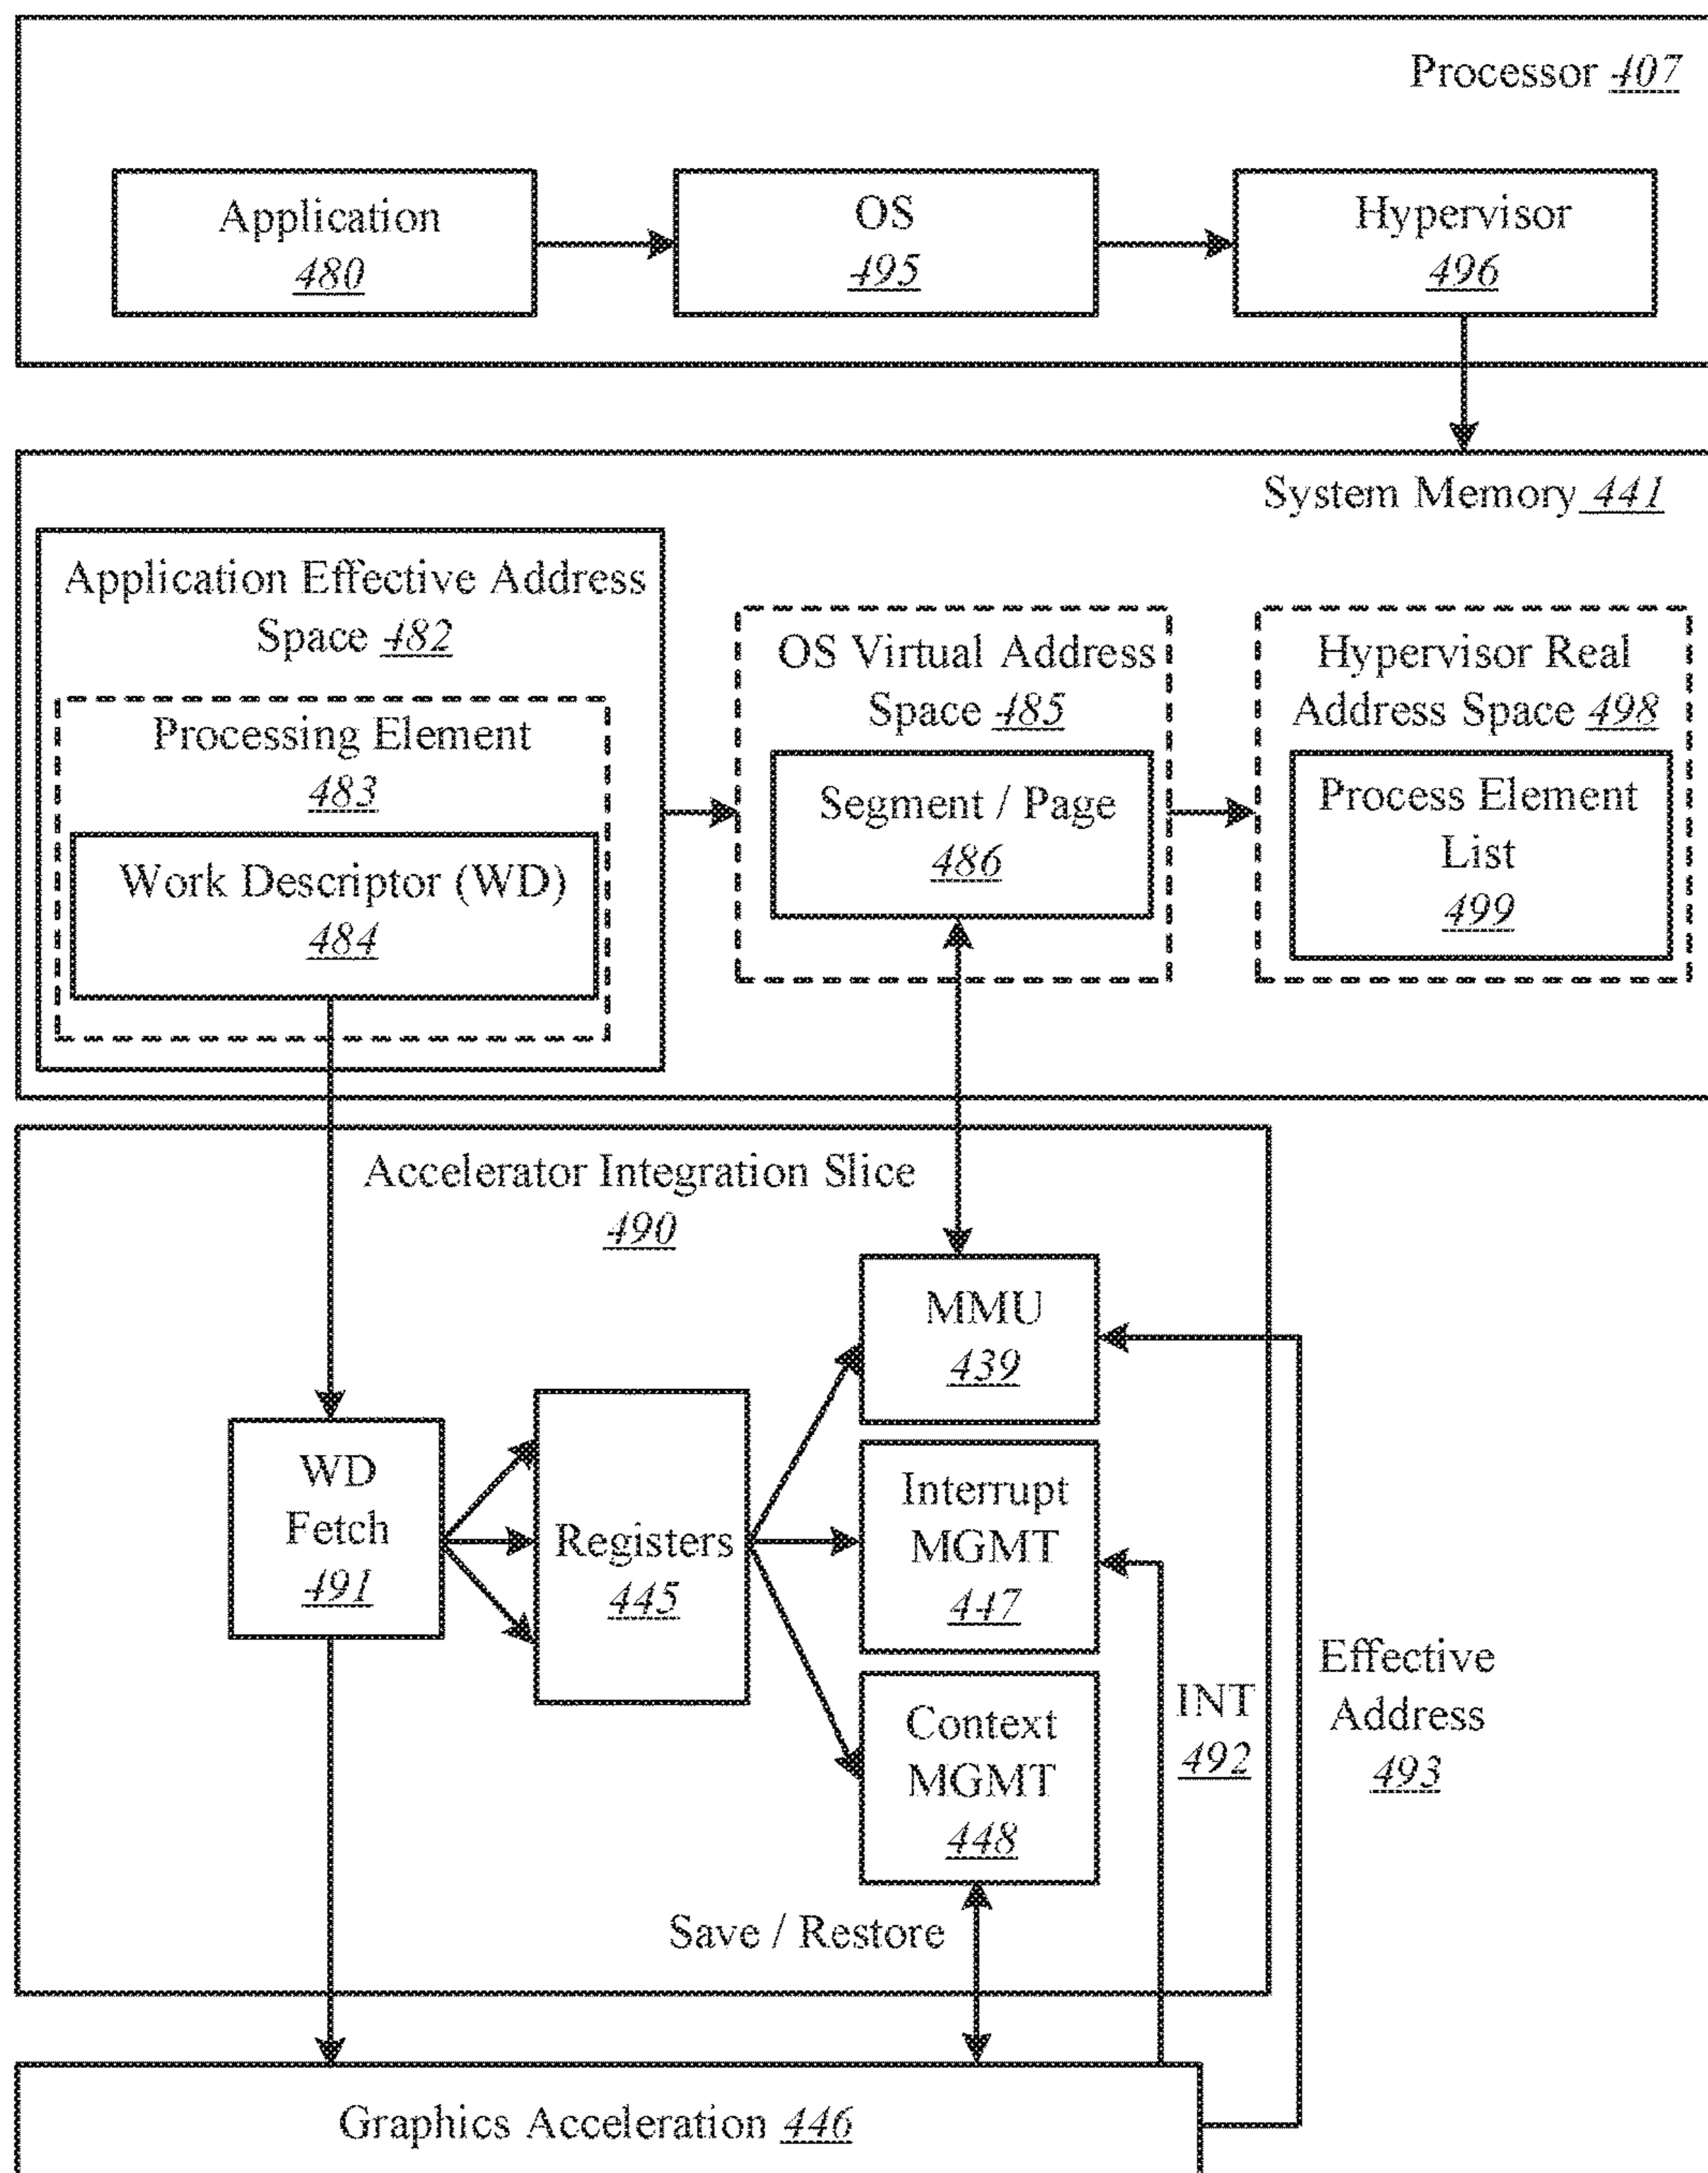 Processor 407
Application
480
OS
495
Hypervisor
496
System Memory 441
Application Effective Address
Space 482
Processing Element
483
Work Descriptor (WD)
484
OS Virtual Address
Space 485
Segment / Page
486
Hypervisor Real
Address Space 498
Process Element
List
499
Accelerator Integration Slice
490
MMU
439
WD
Fetch
491
Registers
445
Interrupt
MGMT
447
Context
MGMT
448
INT
492
Effective
Address
493
Save / Restore
Graphics Acceleration 446